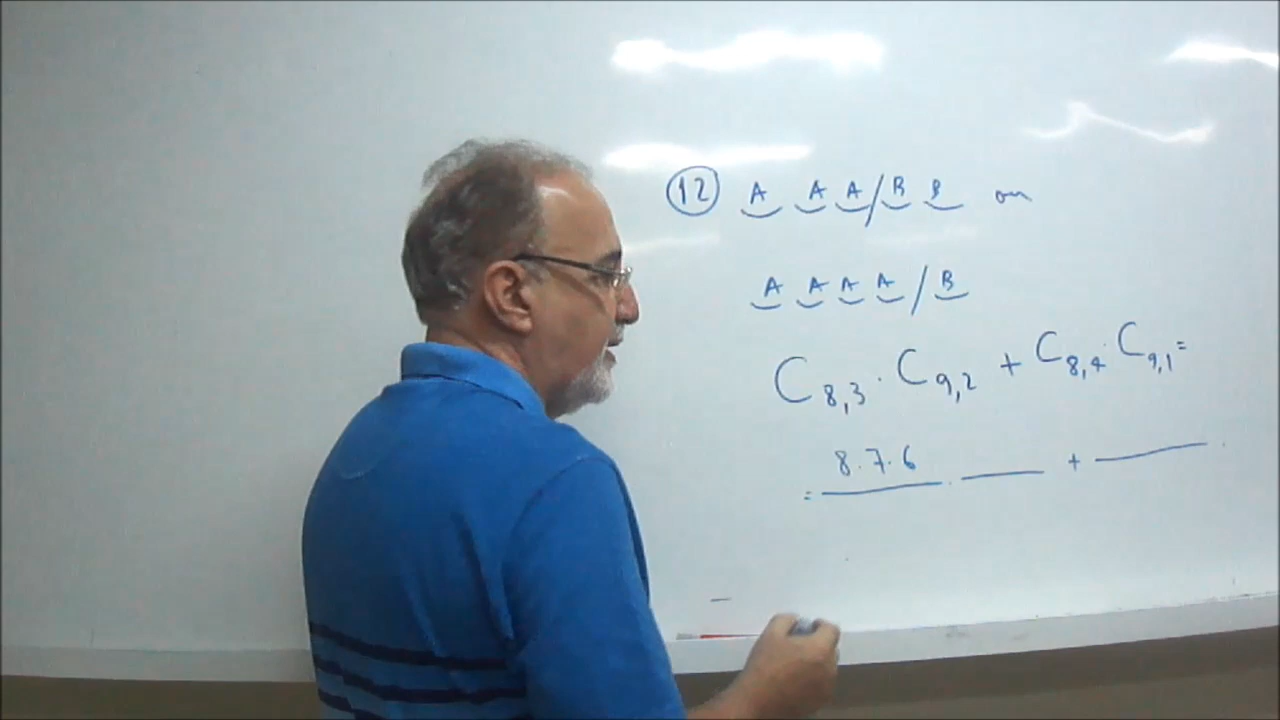 12 A A A / B B ou
A A A A / B
C8,3 . C9,2 + C8,4 . C9,1 =
= 8.7.6 . +